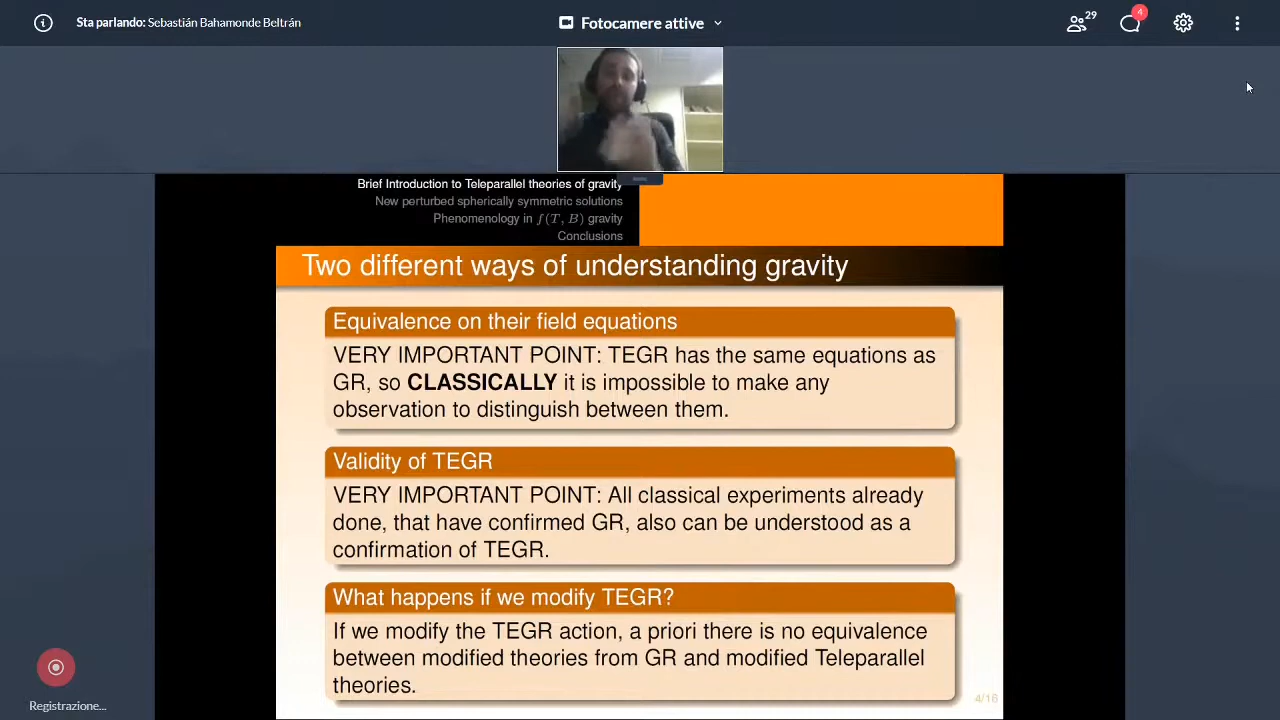 Sta parlando: Sebastián Bahamonde Beltrán
Fotocamere attive
29
4
Brief Introduction to Teleparallel theories of gravity
New perturbed spherically symmetric solutions
Phenomenology in f(T, B) gravity
Conclusions
Two different ways of understanding gravity
Equivalence on their field equations
VERY IMPORTANT POINT: TEGR has the same equations as
GR, so CLASSICALLY it is impossible to make any
observation to distinguish between them.
Validity of TEGR
VERY IMPORTANT POINT: All classical experiments already
done, that have confirmed GR, also can be understood as a
confirmation of TEGR.
What happens if we modify TEGR?
If we modify the TEGR action, a priori there is no equivalence
between modified theories from GR and modified Teleparallel
theories.
4/16
Registrazione...